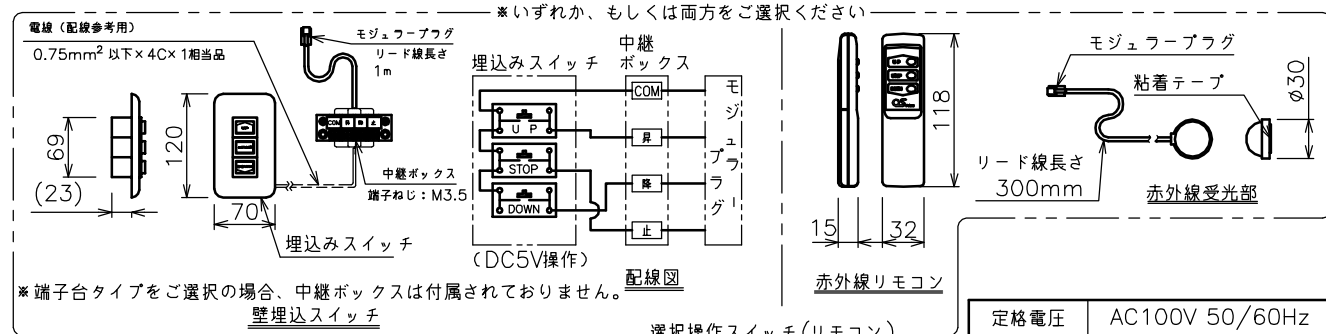 ※いずれか、もしくは両方をご選択ください
電線（配線参考用）
0.75mm² 以下×4C×1相当品
モジュラープラグ
リード線長さ
1m
69
(23)
120
70
COM 昇 降 止
中継ボックス
端子ねじ：M3.5
埋込みスイッチ
※端子台タイプをご選択の場合、中継ボックスは付属されておりません。
壁埋込スイッチ
埋込みスイッチ
中継
ボックス
モジュラープラグ
UP
STOP
DOWN
COM
昇
降
止
(DC5V操作)
配線図
118
15
32
赤外線リモコン
モジュラープラグ
粘着テープ
ø30
リード線長さ
300mm
赤外線受光部
選択操作スイッチ(リモコン)
定格電圧 AC100V 50/60Hz